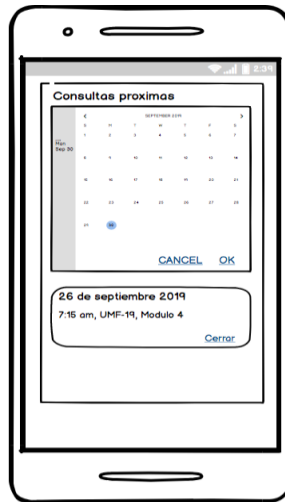 2:39
Consultas proximas
< SEPTEMBER 2019 >
Mon
Sep 30
S M T W T F S
1 2 3 4 5 6 7
8 9 10 11 12 13 14
15 16 17 18 19 20 21
22 23 24 25 26 27 28
29 30
CANCEL OK
26 de septiembre 2019
7:15 am, UMF-19, Modulo 4
Cerrar